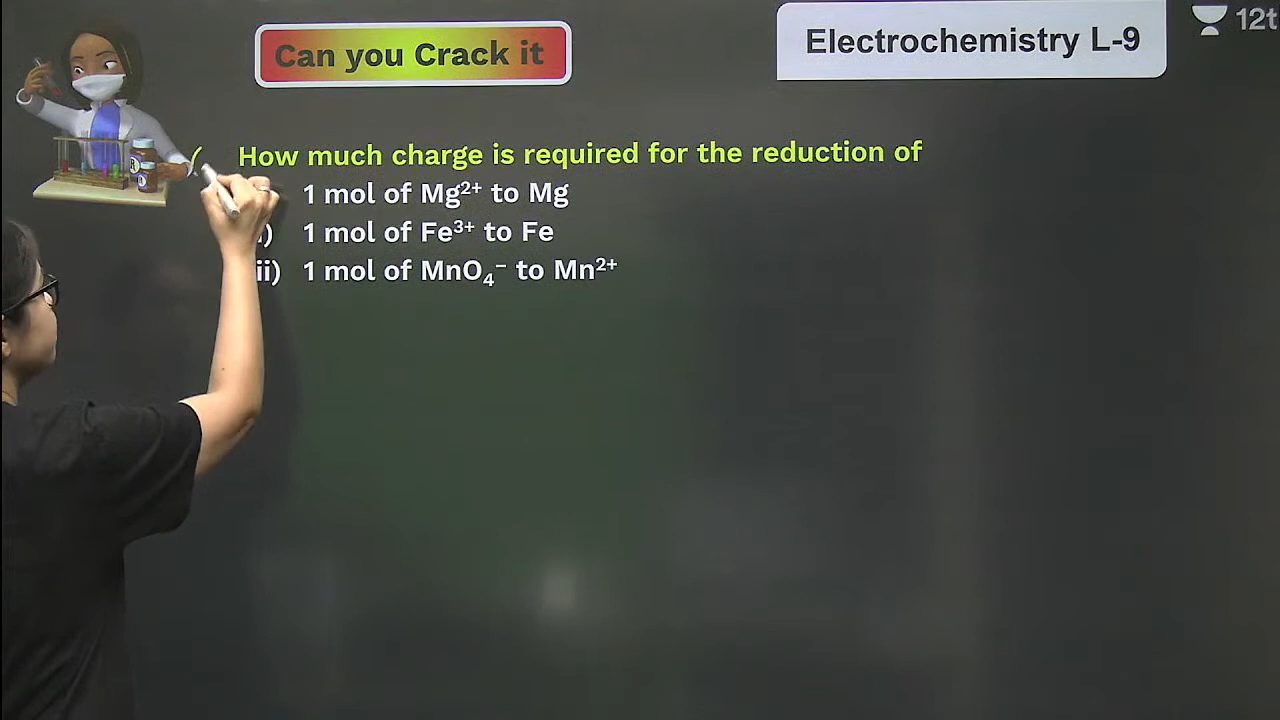 Can you Crack it
Electrochemistry L-9
12t
How much charge is required for the reduction of
1 mol of Mg²⁺ to Mg
i) 1 mol of Fe³⁺ to Fe
ii) 1 mol of MnO₄⁻ to Mn²⁺